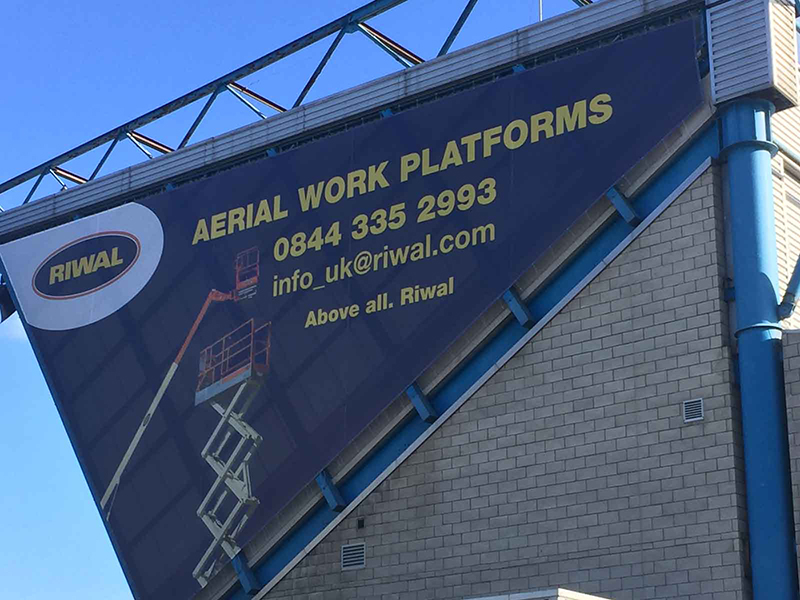 RIWAL
AERIAL WORK PLATFORMS
0844 335 2993
info_uk@riwal.com
Above all. Riwal